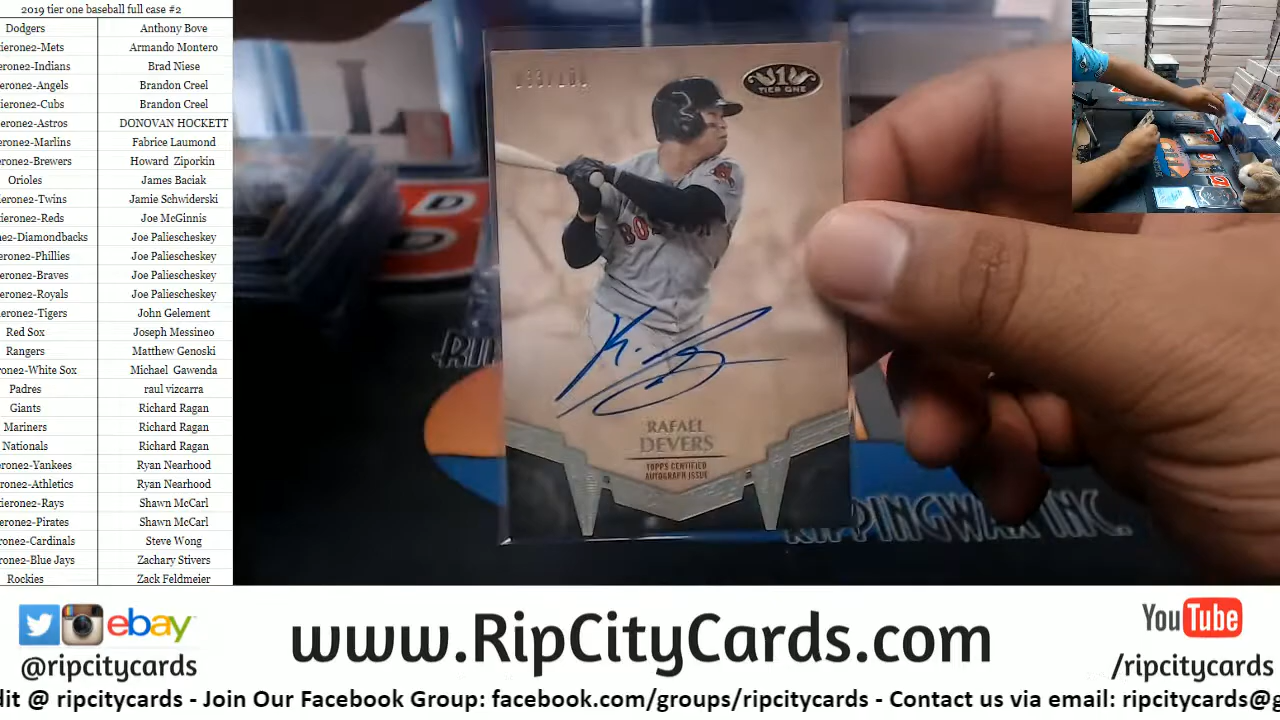 2019 tier one baseball full case #2
Dodgers Anthony Bove
ierone2-Mets Armando Montero
erone2-Indians Brad Niese
erone2-Angels Brandon Creel
ierone2-Cubs Brandon Creel
erone2-Astros DONOVAN HOCKETT
erone2-Marlins Fabrice Laumond
erone2-Brewers Howard Ziporkin
Orioles James Baciak
ierone2-Twins Jamie Schwiderski
ierone2-Reds Joe McGinnis
ne2-Diamondbacks Joe Paliescheskey
erone2-Phillies Joe Paliescheskey
erone2-Braves Joe Paliescheskey
erone2-Royals Joe Paliescheskey
ierone2-Tigers John Gelement
Red Sox Joseph Messineo
Rangers Matthew Genoski
rone2-White Sox Michael Gawenda
Padres raul vizcarra
Giants Richard Ragan
Mariners Richard Ragan
Nationals Richard Ragan
erone2-Yankees Ryan Nearhood
erone2-Athletics Ryan Nearhood
ierone2-Rays Shawn McCarl
erone2-Pirates Shawn McCarl
rone2-Cardinals Steve Wong
rone2-Blue Jays Zachary Stivers
Rockies Zack Feldmeier
1
TIER ONE
BOSTON
RAFAEL
DEVERS
TOPPS CERTIFIED
AUTOGRAPH ISSUE
D
RIPPINGWAX INC.
ebay
@ripcitycards
www.RipCityCards.com
YouTube
/ripcitycards
dit @ ripcitycards - Join Our Facebook Group: facebook.com/groups/ripcitycards - Contact us via email: ripcitycards@g